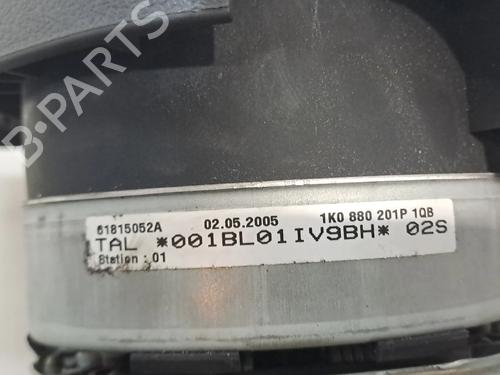 B-PARTS
61815052A 02.05.2005 1K0 880 201P 1QB
TAL *001BL01IV9BH* 02S
Station : 01